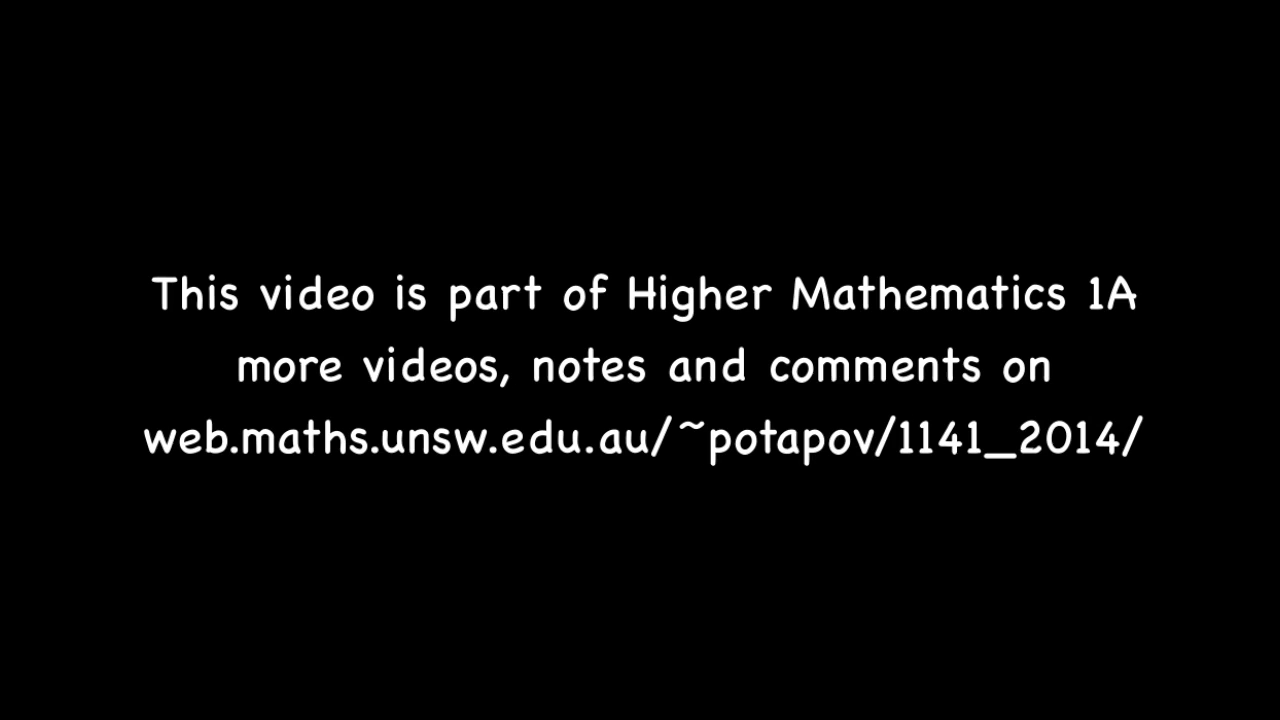 This video is part of Higher Mathematics 1A
more videos, notes and comments on
web.maths.unsw.edu.au/~potapov/1141_2014/